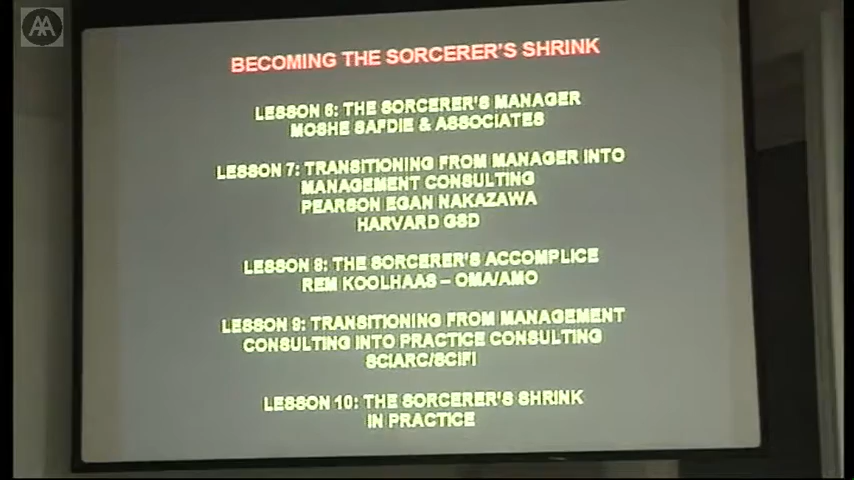 AA
BECOMING THE SORCERER'S SHRINK
LESSON 6: THE SORCERER'S MANAGER
MOSHE SAFDIE & ASSOCIATES
LESSON 7: TRANSITIONING FROM MANAGER INTO
MANAGEMENT CONSULTING
PEARSON EGAN NAKAZAWA
HARVARD GSD
LESSON 8: THE SORCERER'S ACCOMPLICE
REM KOOLHAAS – OMA/AMO
LESSON 9: TRANSITIONING FROM MANAGEMENT
CONSULTING INTO PRACTICE CONSULTING
SCIARC/SCIFI
LESSON 10: THE SORCERER'S SHRINK
IN PRACTICE